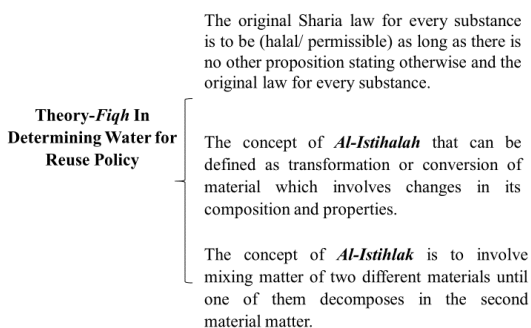 The original Sharia law for every substance
is to be (halal/ permissible) as long as there is
no other proposition stating otherwise and the
original law for every substance.
Theory-Fiqh In
Determining Water for
Reuse Policy
The concept of Al-Istihalah that can be
defined as transformation or conversion of
material which involves changes in its
composition and properties.
The concept of Al-Istihlak is to involve
mixing matter of two different materials until
one of them decomposes in the second
material matter.